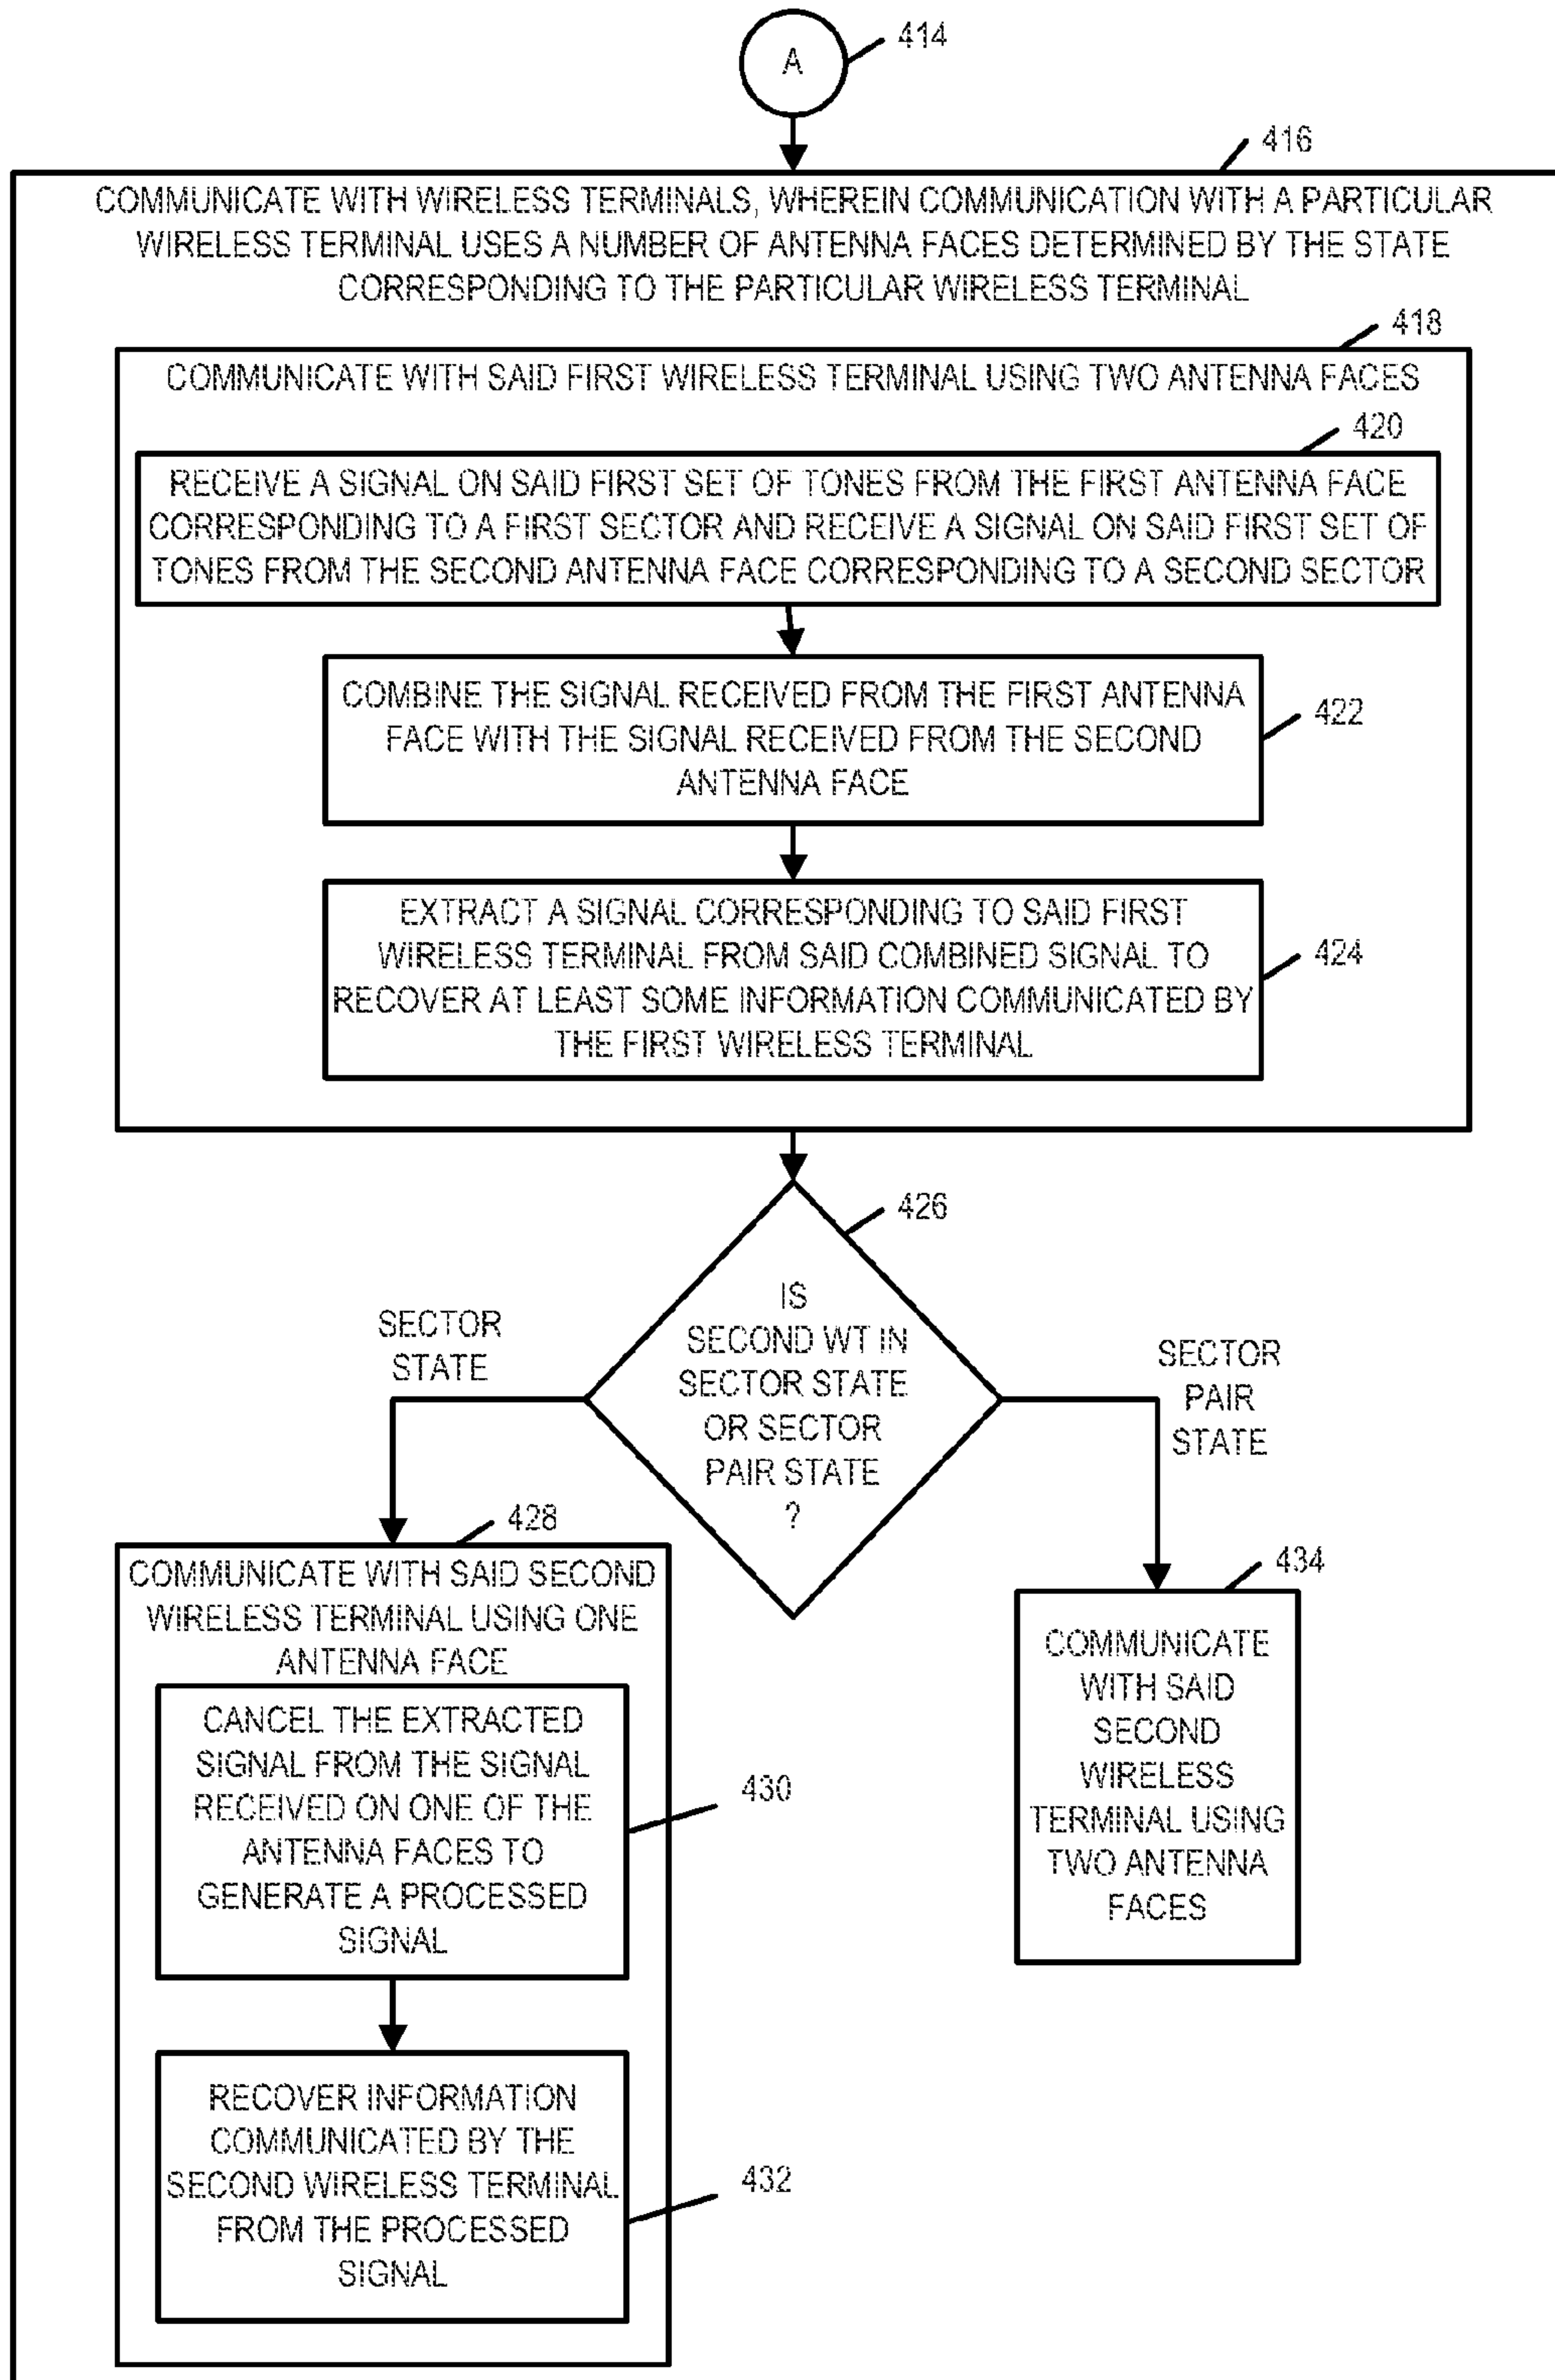 A
414
416
COMMUNICATE WITH WIRELESS TERMINALS, WHEREIN COMMUNICATION WITH A PARTICULAR
WIRELESS TERMINAL USES A NUMBER OF ANTENNA FACES DETERMINED BY THE STATE
CORRESPONDING TO THE PARTICULAR WIRELESS TERMINAL
418
COMMUNICATE WITH SAID FIRST WIRELESS TERMINAL USING TWO ANTENNA FACES
420
RECEIVE A SIGNAL ON SAID FIRST SET OF TONES FROM THE FIRST ANTENNA FACE
CORRESPONDING TO A FIRST SECTOR AND RECEIVE A SIGNAL ON SAID FIRST SET OF
TONES FROM THE SECOND ANTENNA FACE CORRESPONDING TO A SECOND SECTOR
COMBINE THE SIGNAL RECEIVED FROM THE FIRST ANTENNA
FACE WITH THE SIGNAL RECEIVED FROM THE SECOND
ANTENNA FACE
422
EXTRACT A SIGNAL CORRESPONDING TO SAID FIRST
WIRELESS TERMINAL FROM SAID COMBINED SIGNAL TO
RECOVER AT LEAST SOME INFORMATION COMMUNICATED BY
THE FIRST WIRELESS TERMINAL
424
426
IS
SECOND WT IN
SECTOR STATE
OR SECTOR
PAIR STATE
?
SECTOR
STATE
SECTOR
PAIR
STATE
428
COMMUNICATE WITH SAID SECOND
WIRELESS TERMINAL USING ONE
ANTENNA FACE
CANCEL THE EXTRACTED
SIGNAL FROM THE SIGNAL
RECEIVED ON ONE OF THE
ANTENNA FACES TO
GENERATE A PROCESSED
SIGNAL
430
RECOVER INFORMATION
COMMUNICATED BY THE
SECOND WIRELESS TERMINAL
FROM THE PROCESSED
SIGNAL
432
434
COMMUNICATE
WITH SAID
SECOND
WIRELESS
TERMINAL USING
TWO ANTENNA
FACES